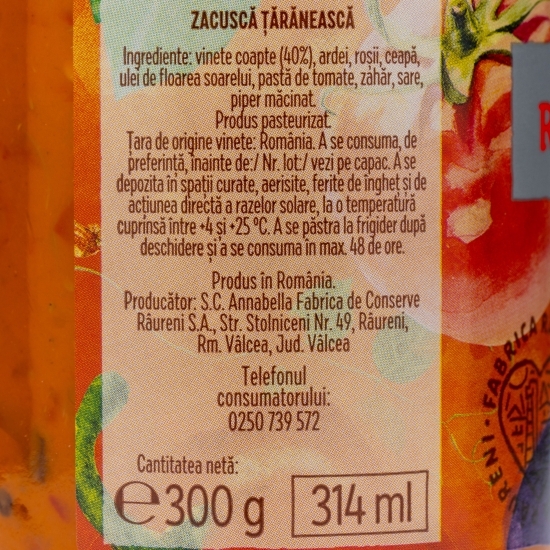 ZACUSCĂ ȚĂRĂNEASCĂ
Ingrediente: vinete coapte (40%), ardei, roșii, ceapă,
ulei de floarea soarelui, pastă de tomate, zahăr, sare,
piper măcinat.
Produs pasteurizat.
Țara de origine vinete: România. A se consuma, de
preferință, înainte de:/ Nr. lot:/ vezi pe capac. A se
depozita în spații curate, aerisite, ferite de îngheț și de
acțiunea directă a razelor solare, la o temperatură
cuprinsă între +4 și +25 °C. A se păstra la frigider după
deschidere și a se consuma în max. 48 de ore.
Produs în România.
Producător: S.C. Annabella Fabrica de Conserve
Râureni S.A., Str. Stolniceni Nr. 49, Râureni,
Rm. Vâlcea, Jud. Vâlcea
Telefonul
consumatorului:
0250 739 572
Cantitatea netă:
℮300 g
314 ml
R
RENI · FABRICA